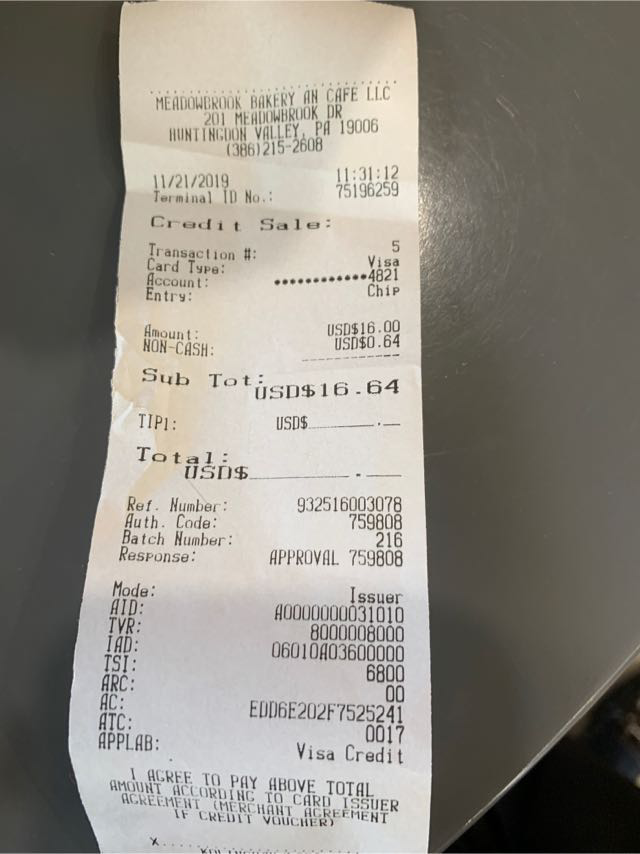 MEADOWBROOK BAKERY AN CAFE LLC
201 MEADOWBROOK DR
HUNTINGDON VALLEY, PA 19006
(386)215-2608
11/21/2019 11:31:12
Terminal ID No.: 75196259
Credit Sale:
Transaction #: 5
Card Type: Visa
Account: ************4821
Entry: Chip
Amount: USD$16.00
NON-CASH: USD$0.64
Sub Tot: USD$16.64
TIP1: USD$_______.__
Total:
USD$_______.__
Ref. Number: 932516003078
Auth. Code: 759808
Batch Number: 216
Response: APPROVAL 759808
Mode: Issuer
AID: A0000000031010
TVR: 8000008000
IAD: 06010A03600000
TSI: 6800
ARC: 00
AC: EDD6E202F7525241
ATC: 0017
APPLAB: Visa Credit
I AGREE TO PAY ABOVE TOTAL
AMOUNT ACCORDING TO CARD ISSUER
AGREEMENT (MERCHANT AGREEMENT
IF CREDIT VOUCHER)
X